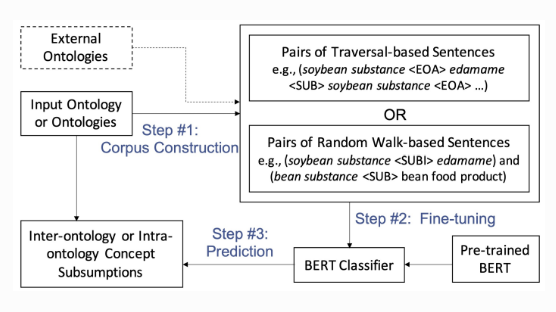 External
Ontologies
Input Ontology
or Ontologies
Step #1:
Corpus Construction
Pairs of Traversal-based Sentences
e.g., (soybean substance <EOA> edamame
<SUB> soybean substance <EOA> ...)
OR
Pairs of Random Walk-based Sentences
e.g., (soybean substance <SUBI> edamame) and
(bean substance <SUB> bean food product)
Step #2: Fine-tuning
Inter-ontology or Intra-
ontology Concept
Subsumptions
Step #3:
Prediction
BERT Classifier
Pre-trained
BERT